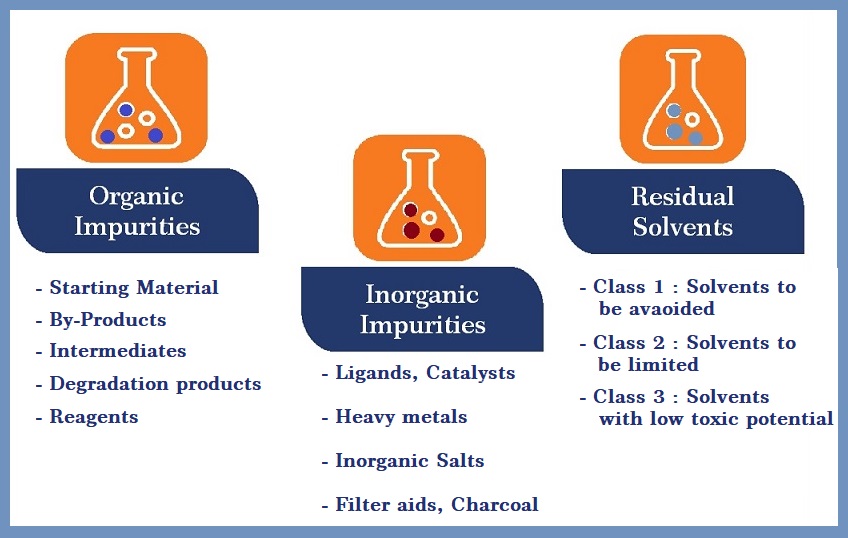 Organic
Impurities
- Starting Material
- By-Products
- Intermediates
- Degradation products
- Reagents
Inorganic
Impurities
- Ligands, Catalysts
- Heavy metals
- Inorganic Salts
- Filter aids, Charcoal
Residual
Solvents
- Class 1 : Solvents to
be avaoided
- Class 2 : Solvents to
be limited
- Class 3 : Solvents
with low toxic potential